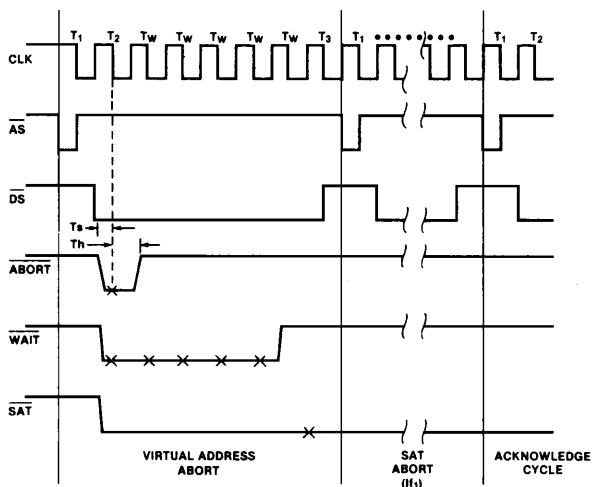 T1 T2 TW TW TW TW TW T3 T1 T1 T2
CLK
AS
DS
Ts
Th
ABORT
WAIT
SAT
VIRTUAL ADDRESS
ABORT
SAT
ABORT
(If1)
ACKNOWLEDGE
CYCLE